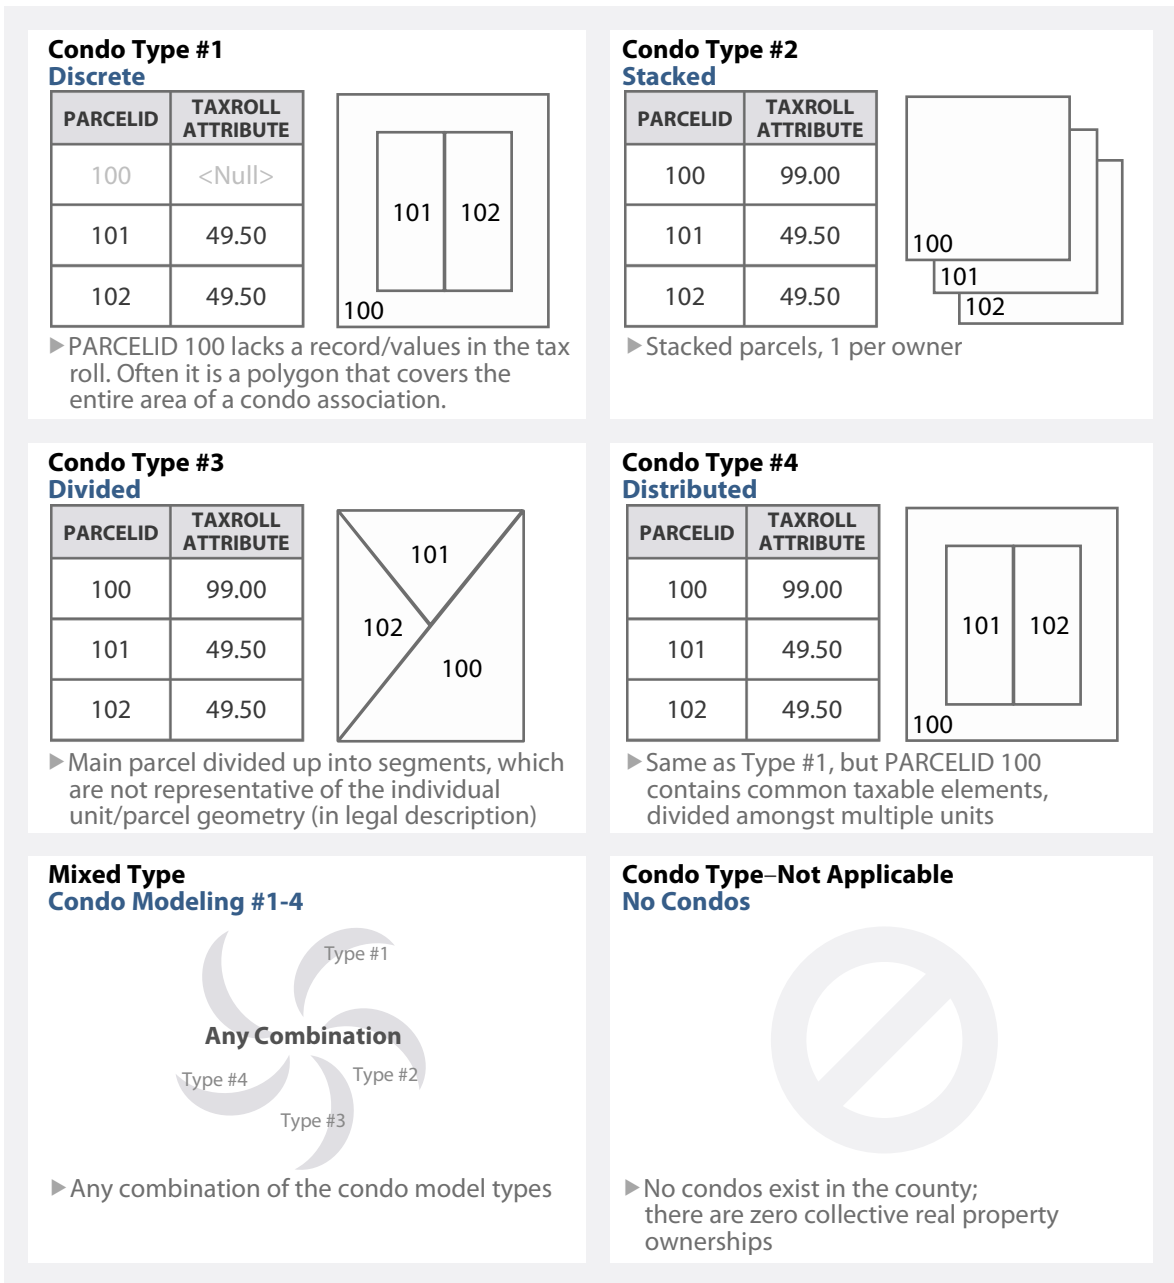 Condo Type #1
Discrete
PARCELID TAXROLL ATTRIBUTE
100 <Null>
101 49.50
102 49.50
101 102
100
▶PARCELID 100 lacks a record/values in the tax
roll. Often it is a polygon that covers the
entire area of a condo association.
Condo Type #2
Stacked
PARCELID TAXROLL ATTRIBUTE
100 99.00
101 49.50
102 49.50
100
101
102
▶Stacked parcels, 1 per owner
Condo Type #3
Divided
PARCELID TAXROLL ATTRIBUTE
100 99.00
101 49.50
102 49.50
101
102
100
▶Main parcel divided up into segments, which
are not representative of the individual
unit/parcel geometry (in legal description)
Condo Type #4
Distributed
PARCELID TAXROLL ATTRIBUTE
100 99.00
101 49.50
102 49.50
101 102
100
▶Same as Type #1, but PARCELID 100
contains common taxable elements,
divided amongst multiple units
Mixed Type
Condo Modeling #1-4
Type #1
Any Combination
Type #4 Type #2
Type #3
▶Any combination of the condo model types
Condo Type–Not Applicable
No Condos
▶No condos exist in the county;
there are zero collective real property
ownerships